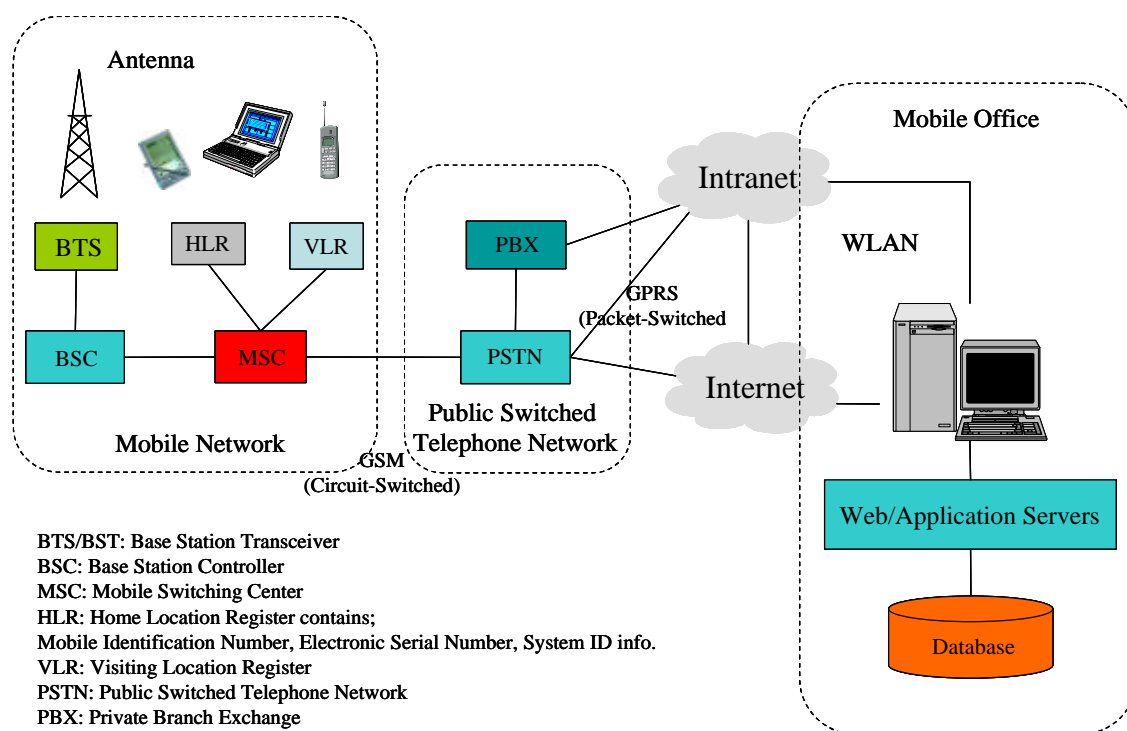 Antenna
Mobile Office
Intranet
BTS
HLR
VLR
PBX
WLAN
GPRS
(Packet-Switched
BSC
MSC
PSTN
Internet
Public Switched
Telephone Network
Mobile Network
GSM
(Circuit-Switched)
Web/Application Servers
Database
BTS/BST: Base Station Transceiver
BSC: Base Station Controller
MSC: Mobile Switching Center
HLR: Home Location Register contains;
Mobile Identification Number, Electronic Serial Number, System ID info.
VLR: Visiting Location Register
PSTN: Public Switched Telephone Network
PBX: Private Branch Exchange